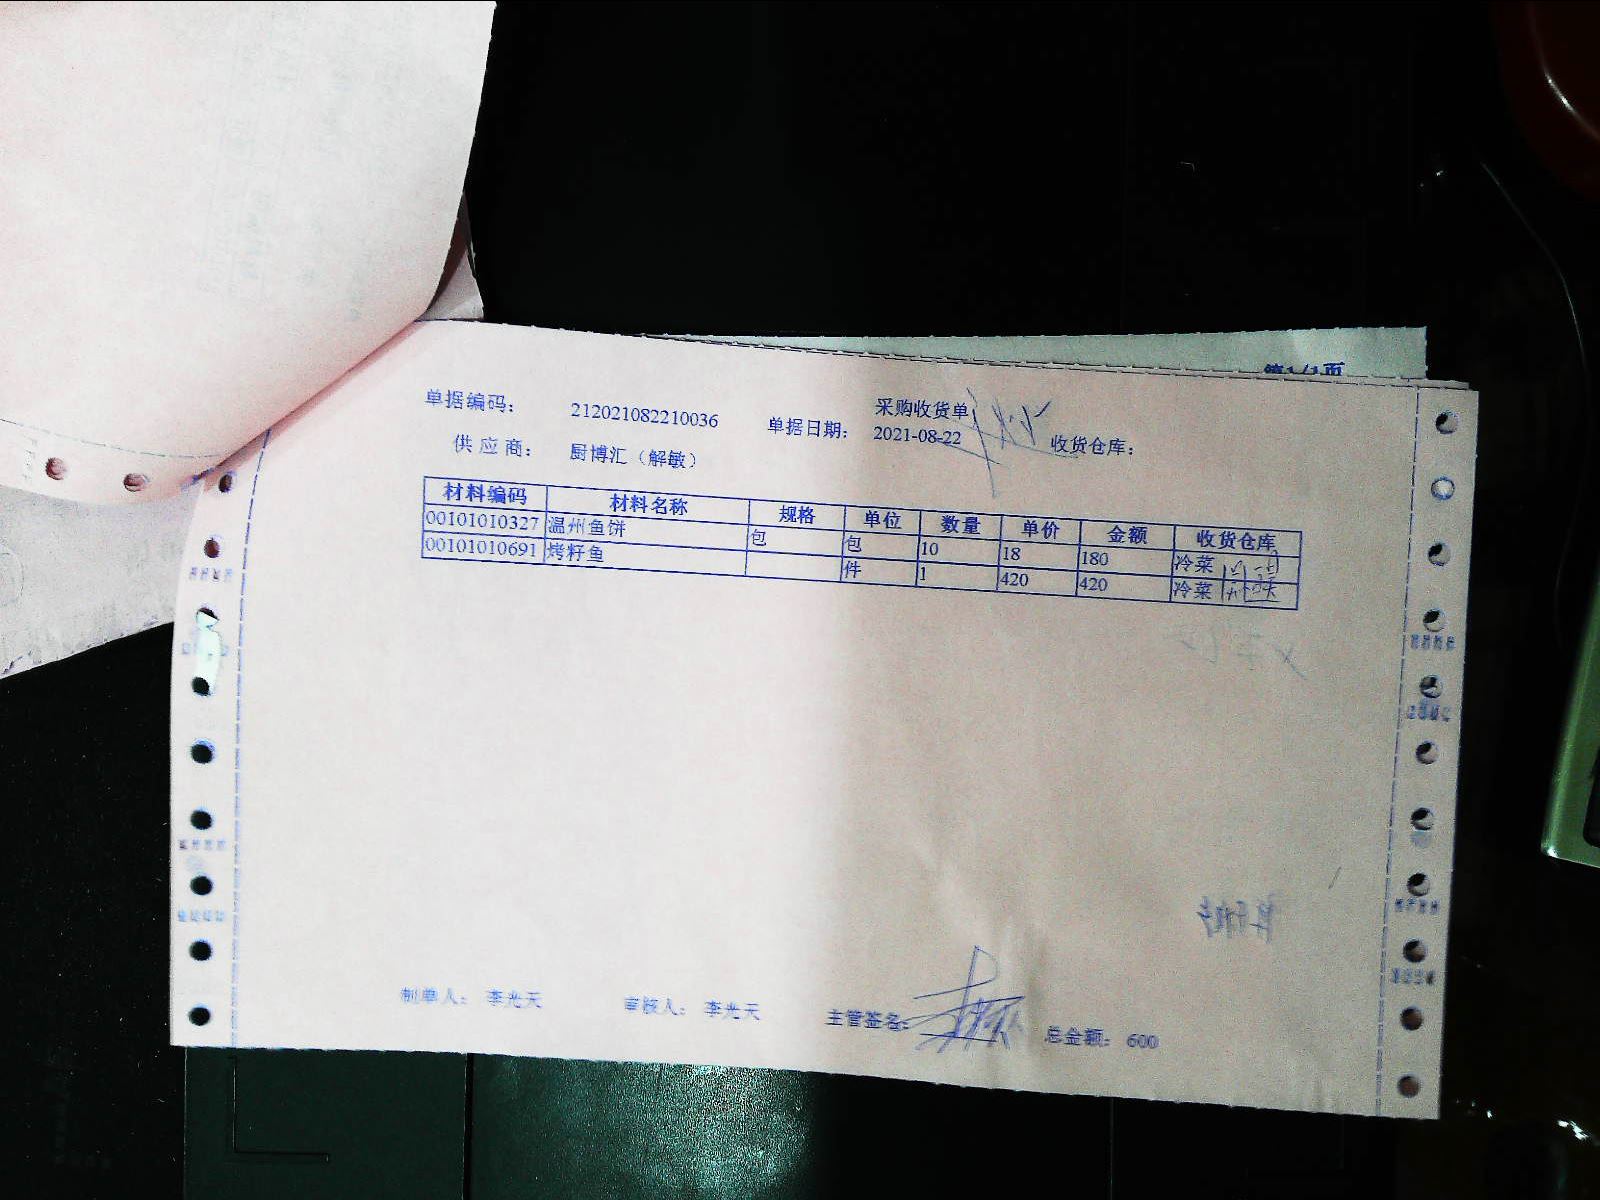 第1/1页
采购收货单
单据编码： 212021082210036 单据日期： 2021-08-22 收货仓库：
供应商： 厨博汇（解敏）
材料编码 材料名称 规格 单位 数量 单价 金额 收货仓库
00101010327 温州鱼饼 包 包 10 18 180 冷菜
00101010691 烤籽鱼 件 1 420 420 冷菜
制单人： 李光天 审核人： 李光天 主管签名： 总金额： 600